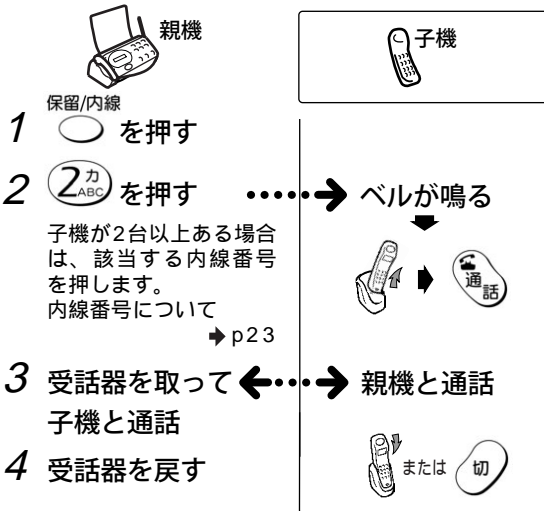 親機
子機
保留/内線
1 を押す
2 2カABC を押す
ベルが鳴る
子機が2台以上ある場合
は、該当する内線番号
を押します。
内線番号について
➡p23
通話
3 受話器を取って
子機と通話
親機と通話
4 受話器を戻す
または
切